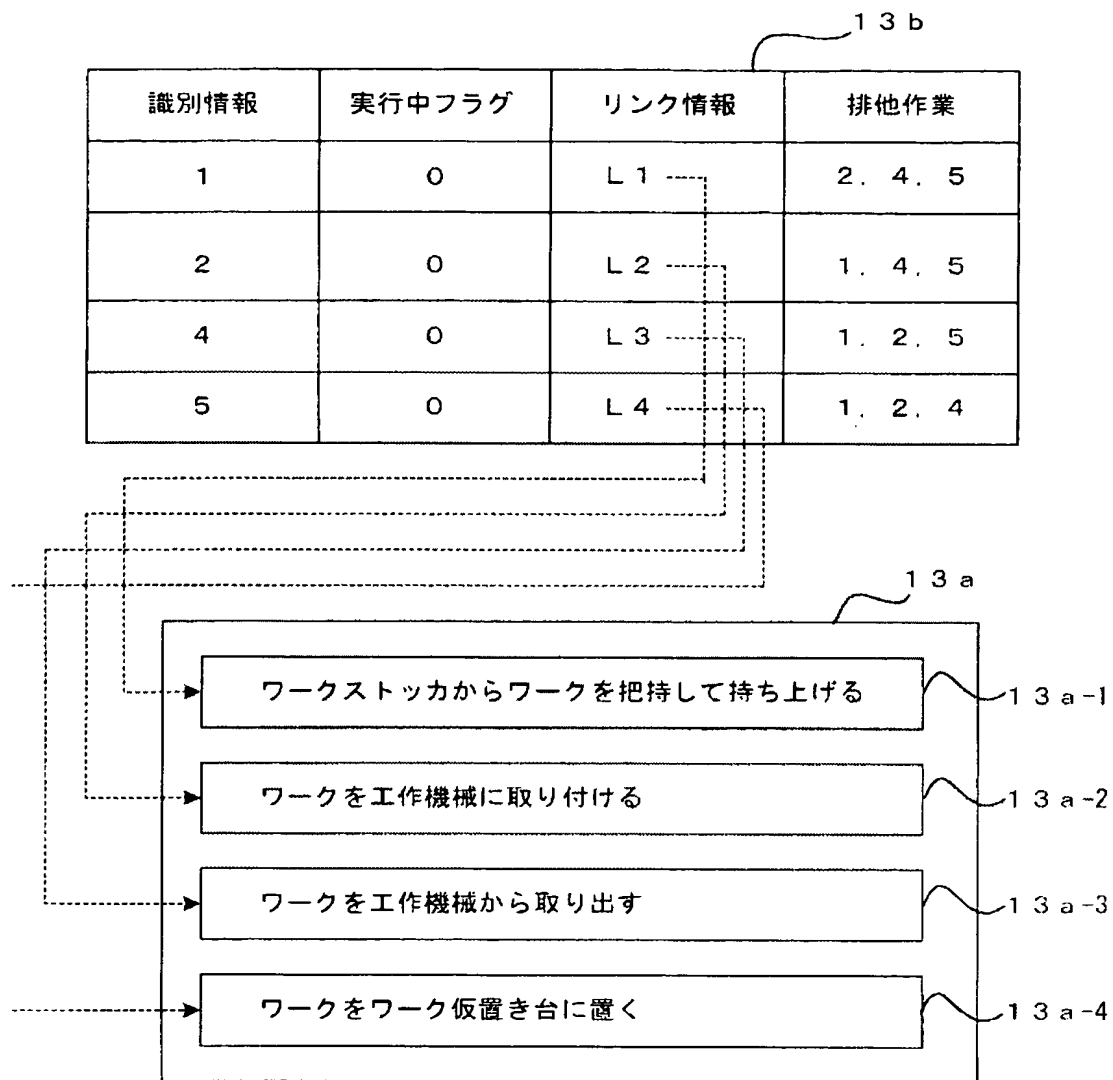 13b
識別情報 実行中フラグ リンク情報 排他作業
1 0 L1 2. 4. 5
2 0 L2 1. 4. 5
4 0 L3 1. 2. 5
5 0 L4 1. 2. 4
13a
ワークストッカからワークを把持して持ち上げる 13a-1
ワークを工作機械に取り付ける 13a-2
ワークを工作機械から取り出す 13a-3
ワークをワーク仮置き台に置く 13a-4